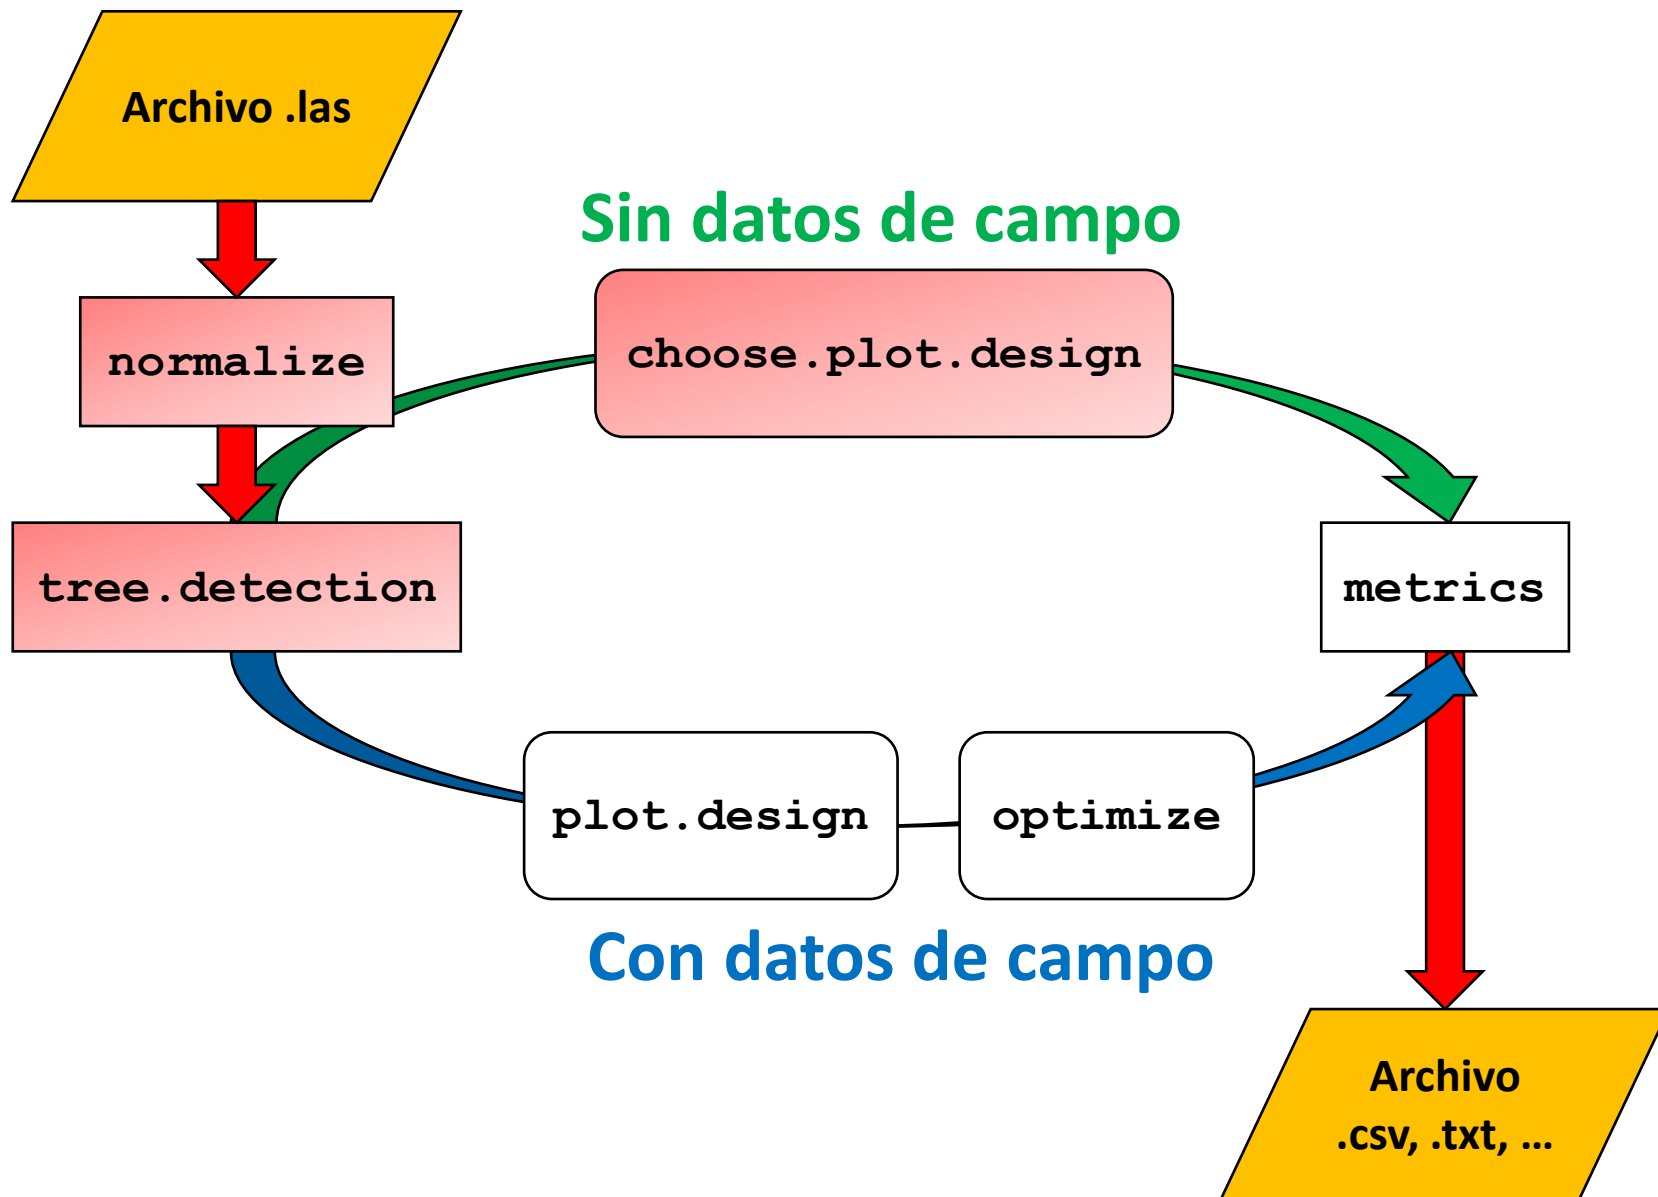 Archivo .las
Sin datos de campo
normalize
choose.plot.design
tree.detection
metrics
plot.design
optimize
Con datos de campo
Archivo
.csv, .txt, ...